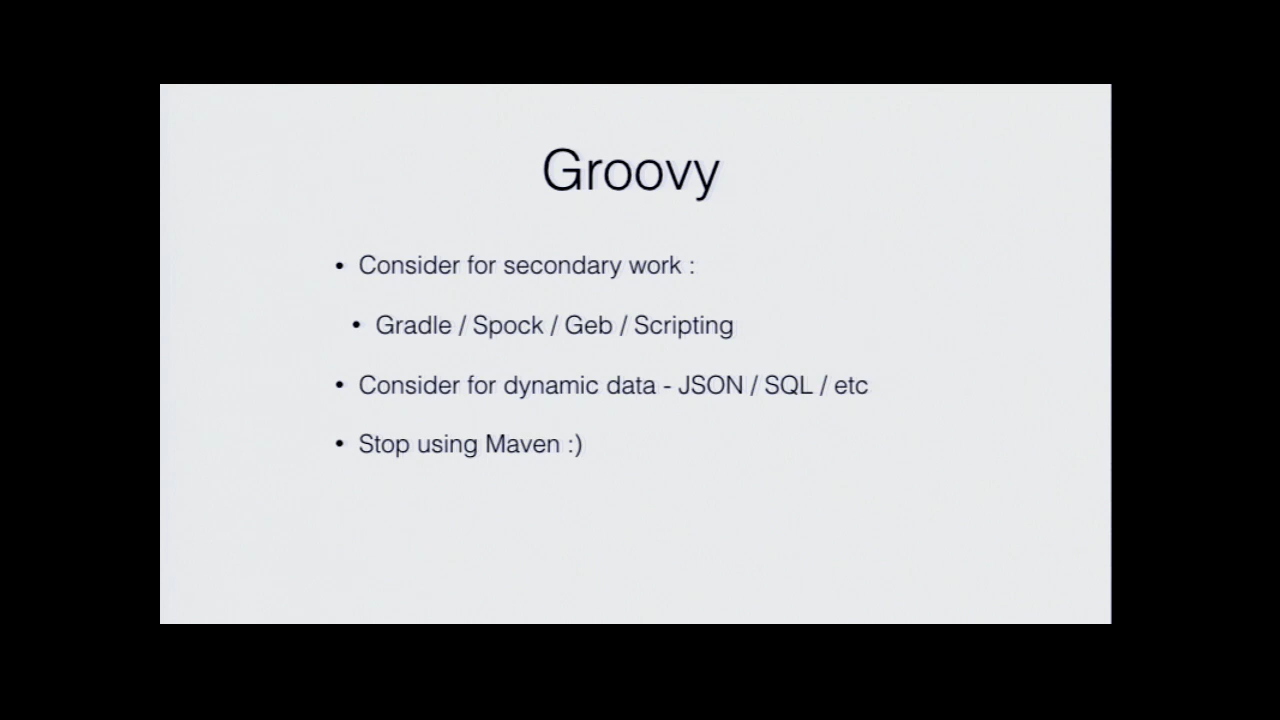 Groovy
• Consider for secondary work :
• Gradle / Spock / Geb / Scripting
• Consider for dynamic data - JSON / SQL / etc
• Stop using Maven :)